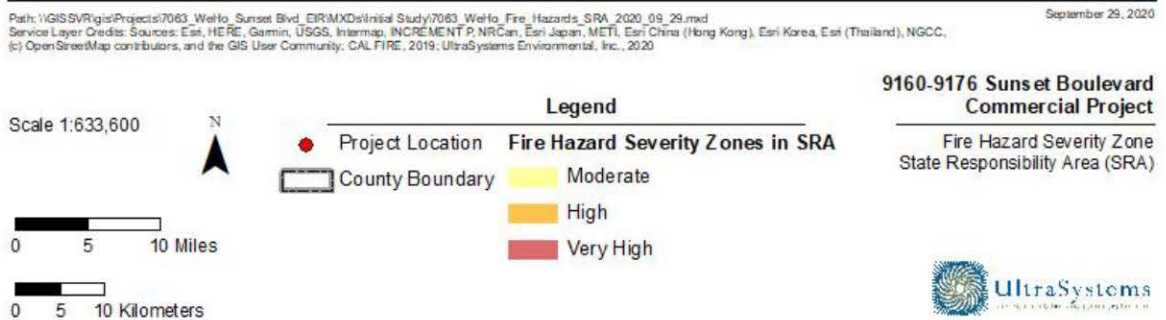 Path: \\GISSVR\gis\Projects\7063_WeHo_Sunset Blvd_EIR\MXDs\Initial Study\7063_WeHo_Fire_Hazards_SRA_2020_09_29.mxd
September 29, 2020
Service Layer Credits: Sources: Esri, HERE, Garmin, USGS, Intermap, INCREMENT P, NRCan, Esri Japan, METI, Esri China (Hong Kong), Esri Korea, Esri (Thailand), NGCC,
(c) OpenStreetMap contributors, and the GIS User Community; CAL FIRE, 2019; UltraSystems Environmental, Inc., 2020
9160-9176 Sunset Boulevard
Commercial Project
Fire Hazard Severity Zone
State Responsibility Area (SRA)
Scale 1:633,600
N
Legend
Project Location
County Boundary
Fire Hazard Severity Zones in SRA
Moderate
High
Very High
0 5 10 Miles
0 5 10 Kilometers
UltraSystems